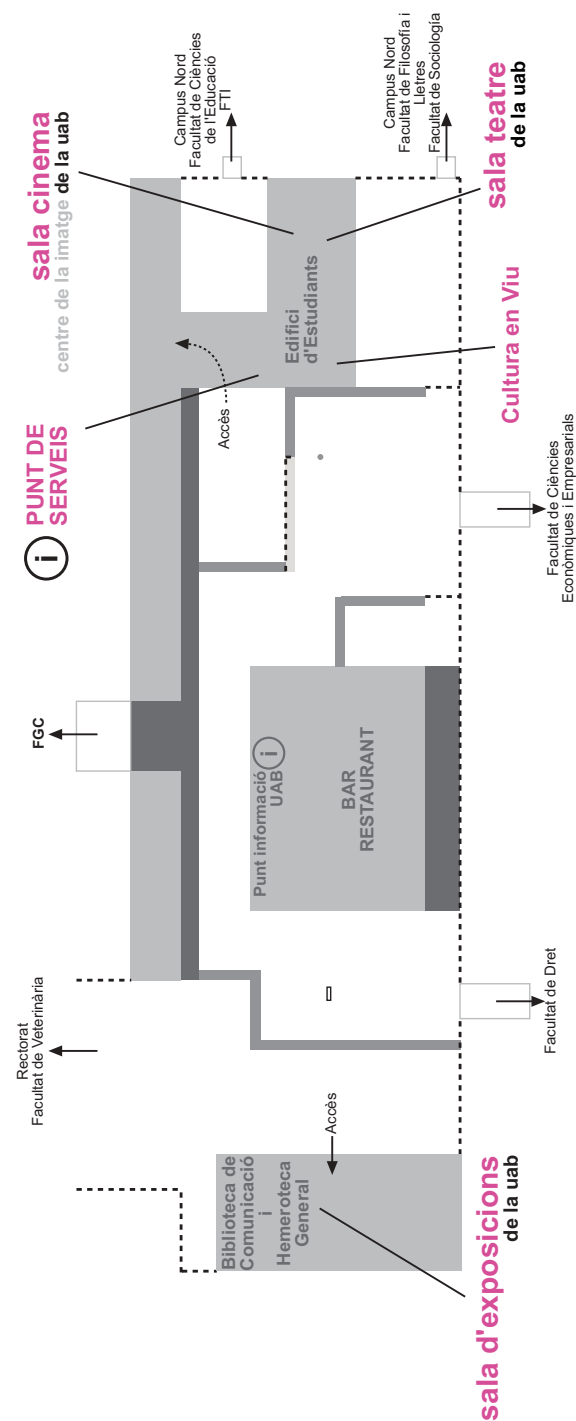 sala cinema
centre de la imatge de la uab
Campus Nord
Facultat de Ciències
de l'Educació
FTI
i PUNT DE
SERVEIS
FGC
Rectorat
Facultat de Veterinària
Accès
Edifici
d'Estudiants
Campus Nord
Facultat de Filosofia i
Lletres
Facultat de Sociología
sala teatre
de la uab
Cultura en Viu
Punt informació
UAB i
BAR
RESTAURANT
Biblioteca de
Comunicació
i
Hemeroteca
General
Accès
sala d'exposicions
de la uab
Facultat de Dret
Facultat de Ciències
Econòmiques i Empresarials